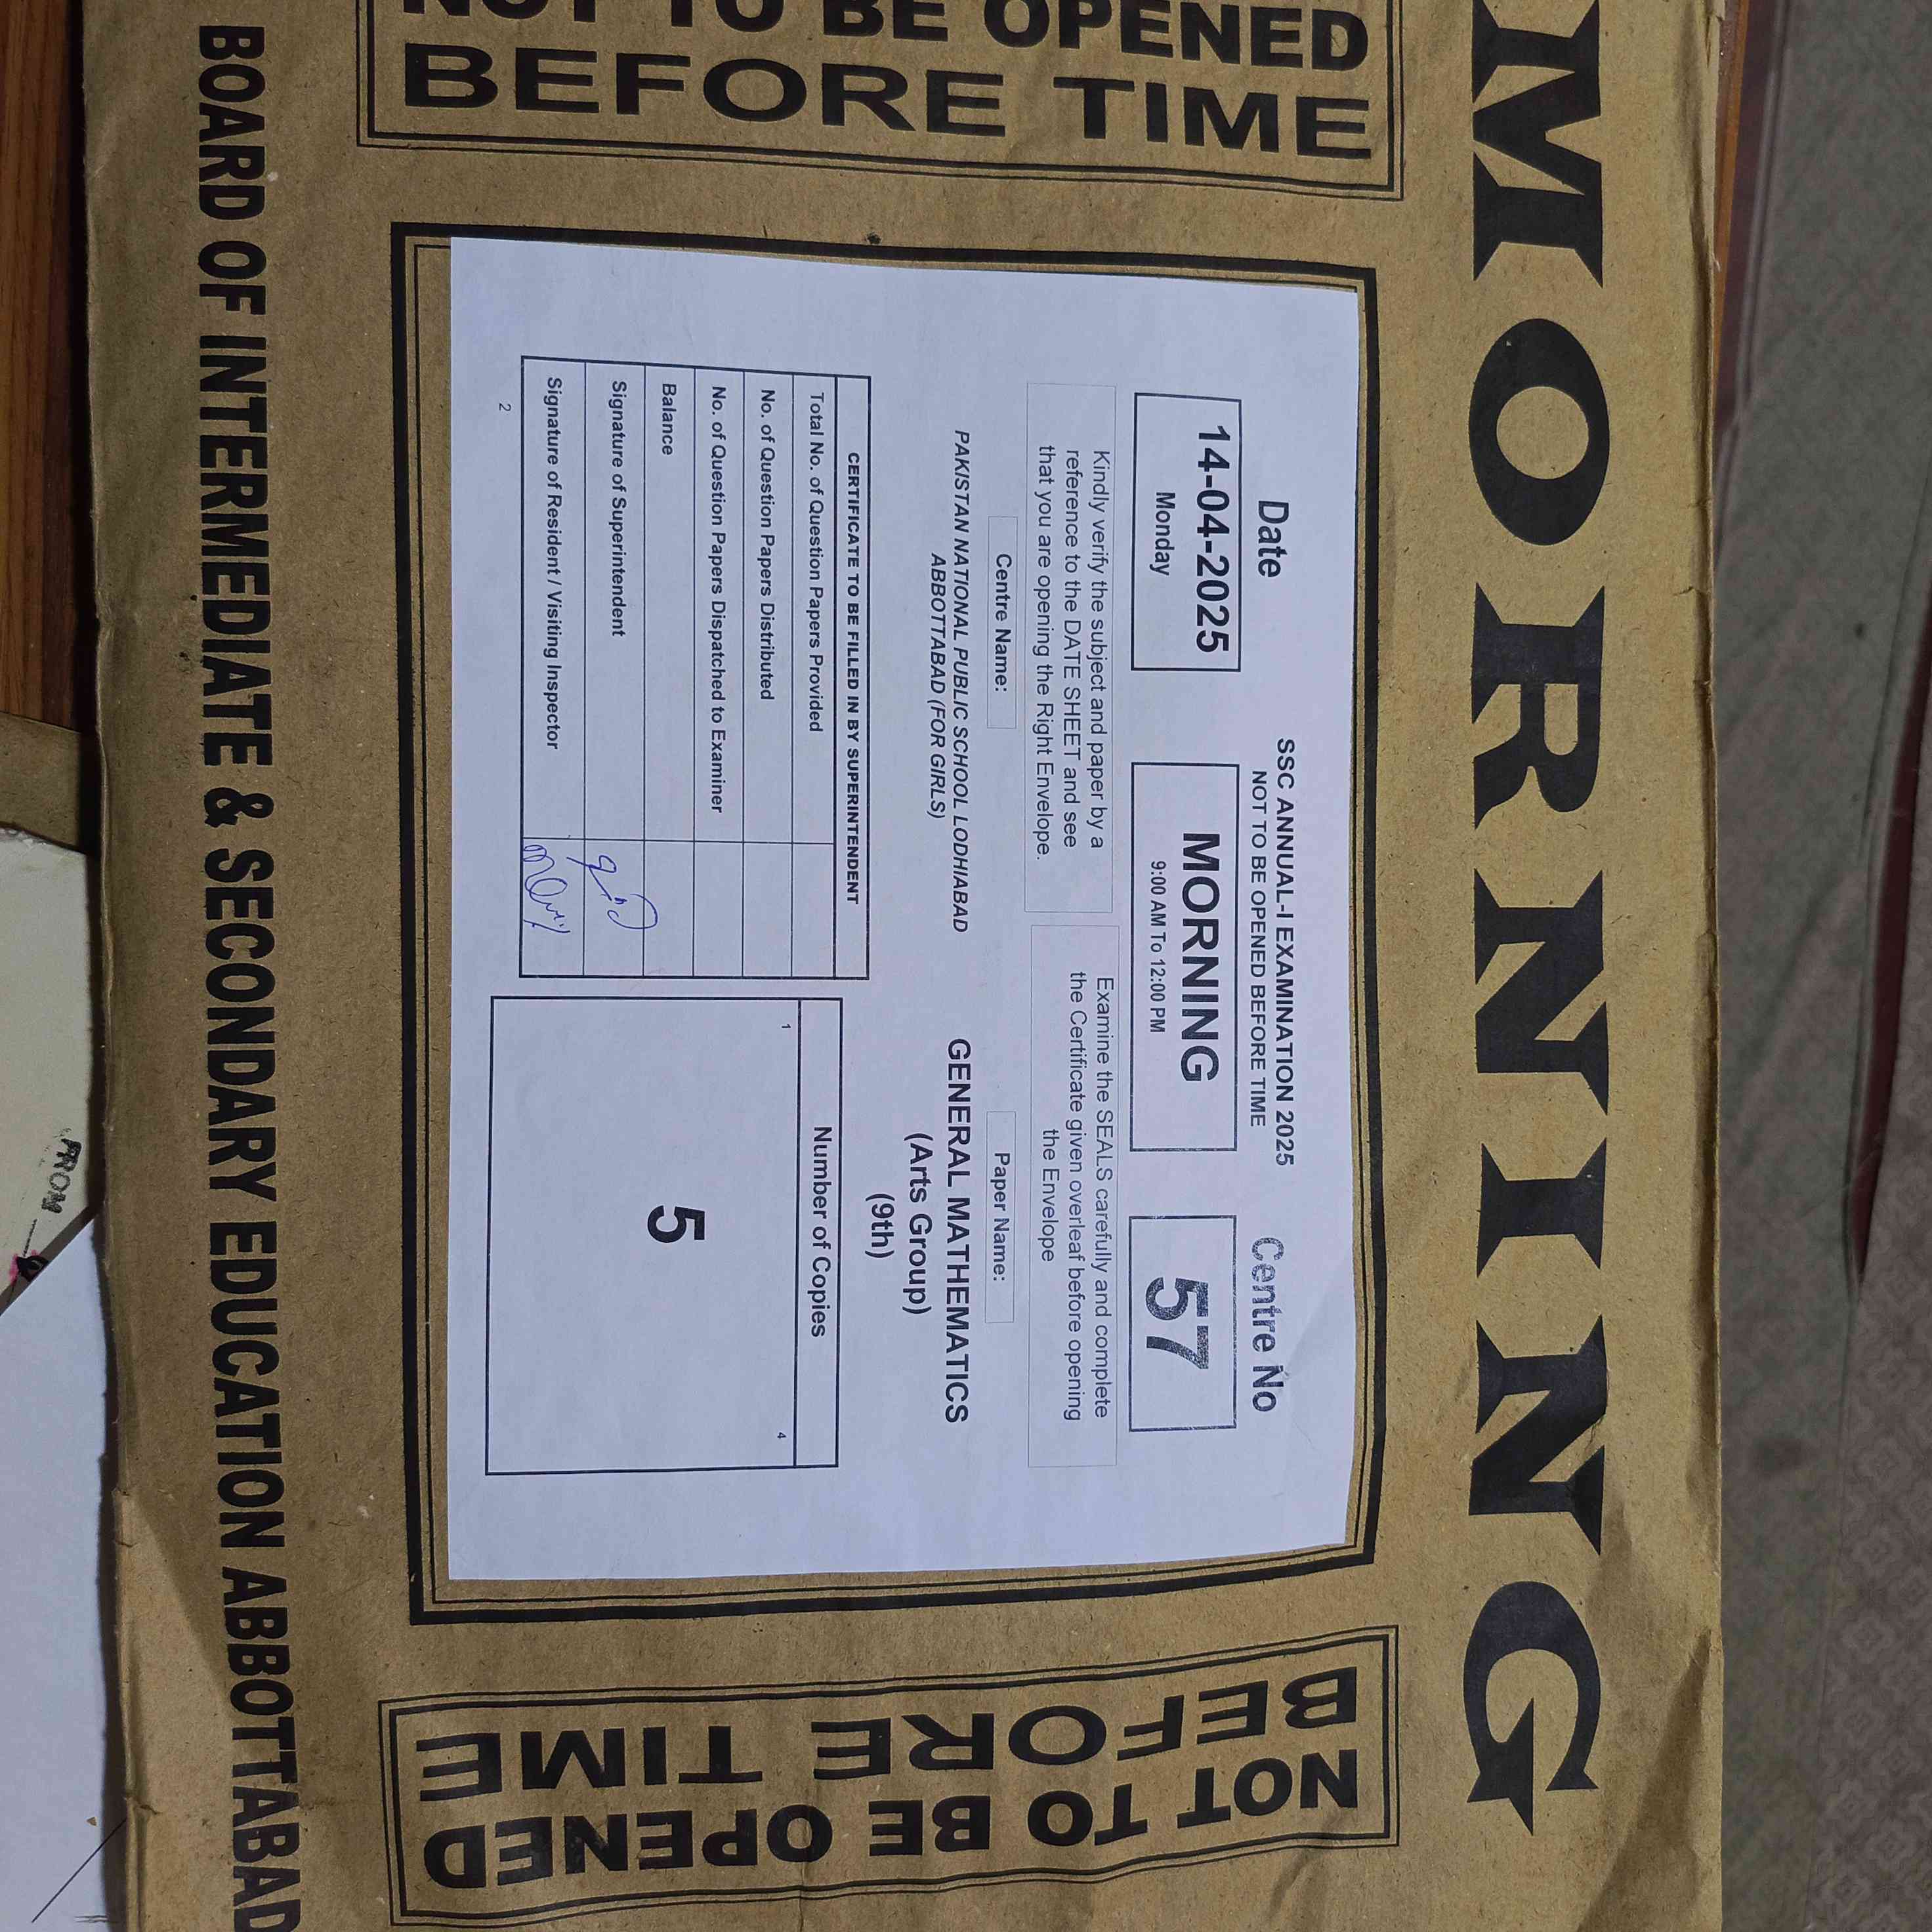 MORNING
NOT TO BE OPENED
BEFORE TIME
SSC ANNUAL-I EXAMINATION 2025
NOT TO BE OPENED BEFORE TIME
Date
14-04-2025
Monday
MORNING
9:00 AM To 12:00 PM
Centre No
57
Kindly verify the subject and paper by a
reference to the DATE SHEET and see
that you are opening the Right Envelope.
Examine the SEALS carefully and complete
the Certificate given overleaf before opening
the Envelope
Centre Name:
PAKISTAN NATIONAL PUBLIC SCHOOL LODHIABAD
ABBOTTABAD (FOR GIRLS)
Paper Name:
GENERAL MATHEMATICS
(Arts Group)
(9th)
CERTIFICATE TO BE FILLED IN BY SUPERINTENDENT
Total No. of Question Papers Provided
No. of Question Papers Distributed
No. of Question Papers Dispatched to Examiner
Balance
Signature of Superintendent
Signature of Resident / Visiting Inspector
2
Number of Copies
1
4
5
NOT TO BE OPENED
BEFORE TIME
BOARD OF INTERMEDIATE & SECONDARY EDUCATION ABBOTTABAD
FROM